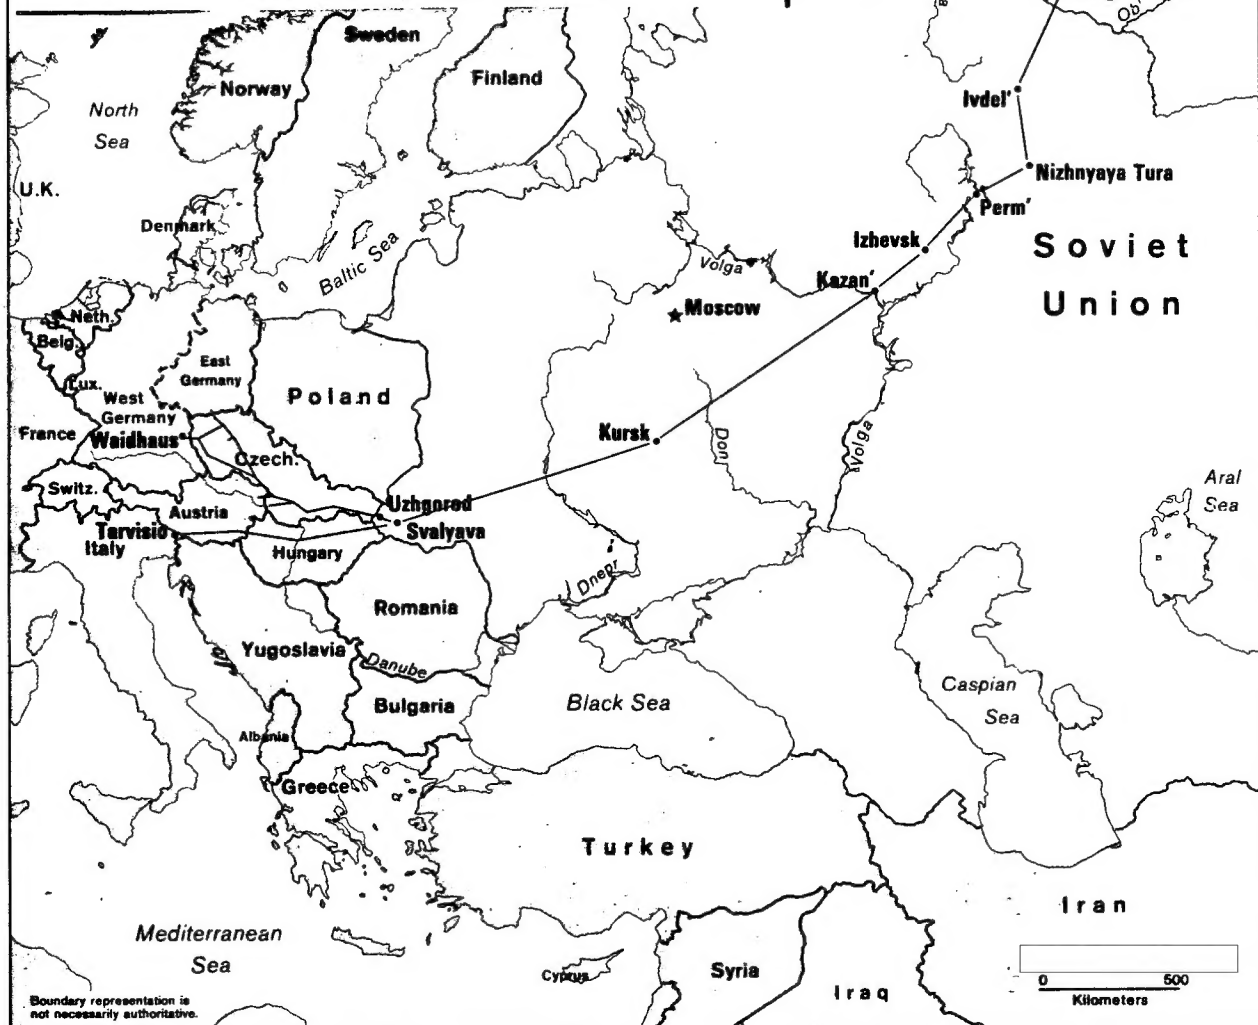 Sweden
Norway
Finland
North
Sea
Ivdel'
Nizhnyaya Tura
U.K.
Perm'
Denmark
Izhevsk
Soviet
Union
Baltic Sea
Volga
Kazan'
Moscow
Neth.
Belg.
East
Germany
Lux.
West
Germany
Poland
France
Waidhaus
Kursk
Don
Volga
Czech.
Switz.
Aral
Sea
Austria
Uzhgorod
Svalyava
Tarvisio
Italy
Hungary
Dnepr
Romania
Yugoslavia
Danube
Bulgaria
Black Sea
Caspian
Sea
Albania
Greece
Turkey
Iran
Mediterranean
Sea
Cyprus
Syria
Iraq
0 500
Kilometers
Boundary representation is
not necessarily authoritative.
Ob'